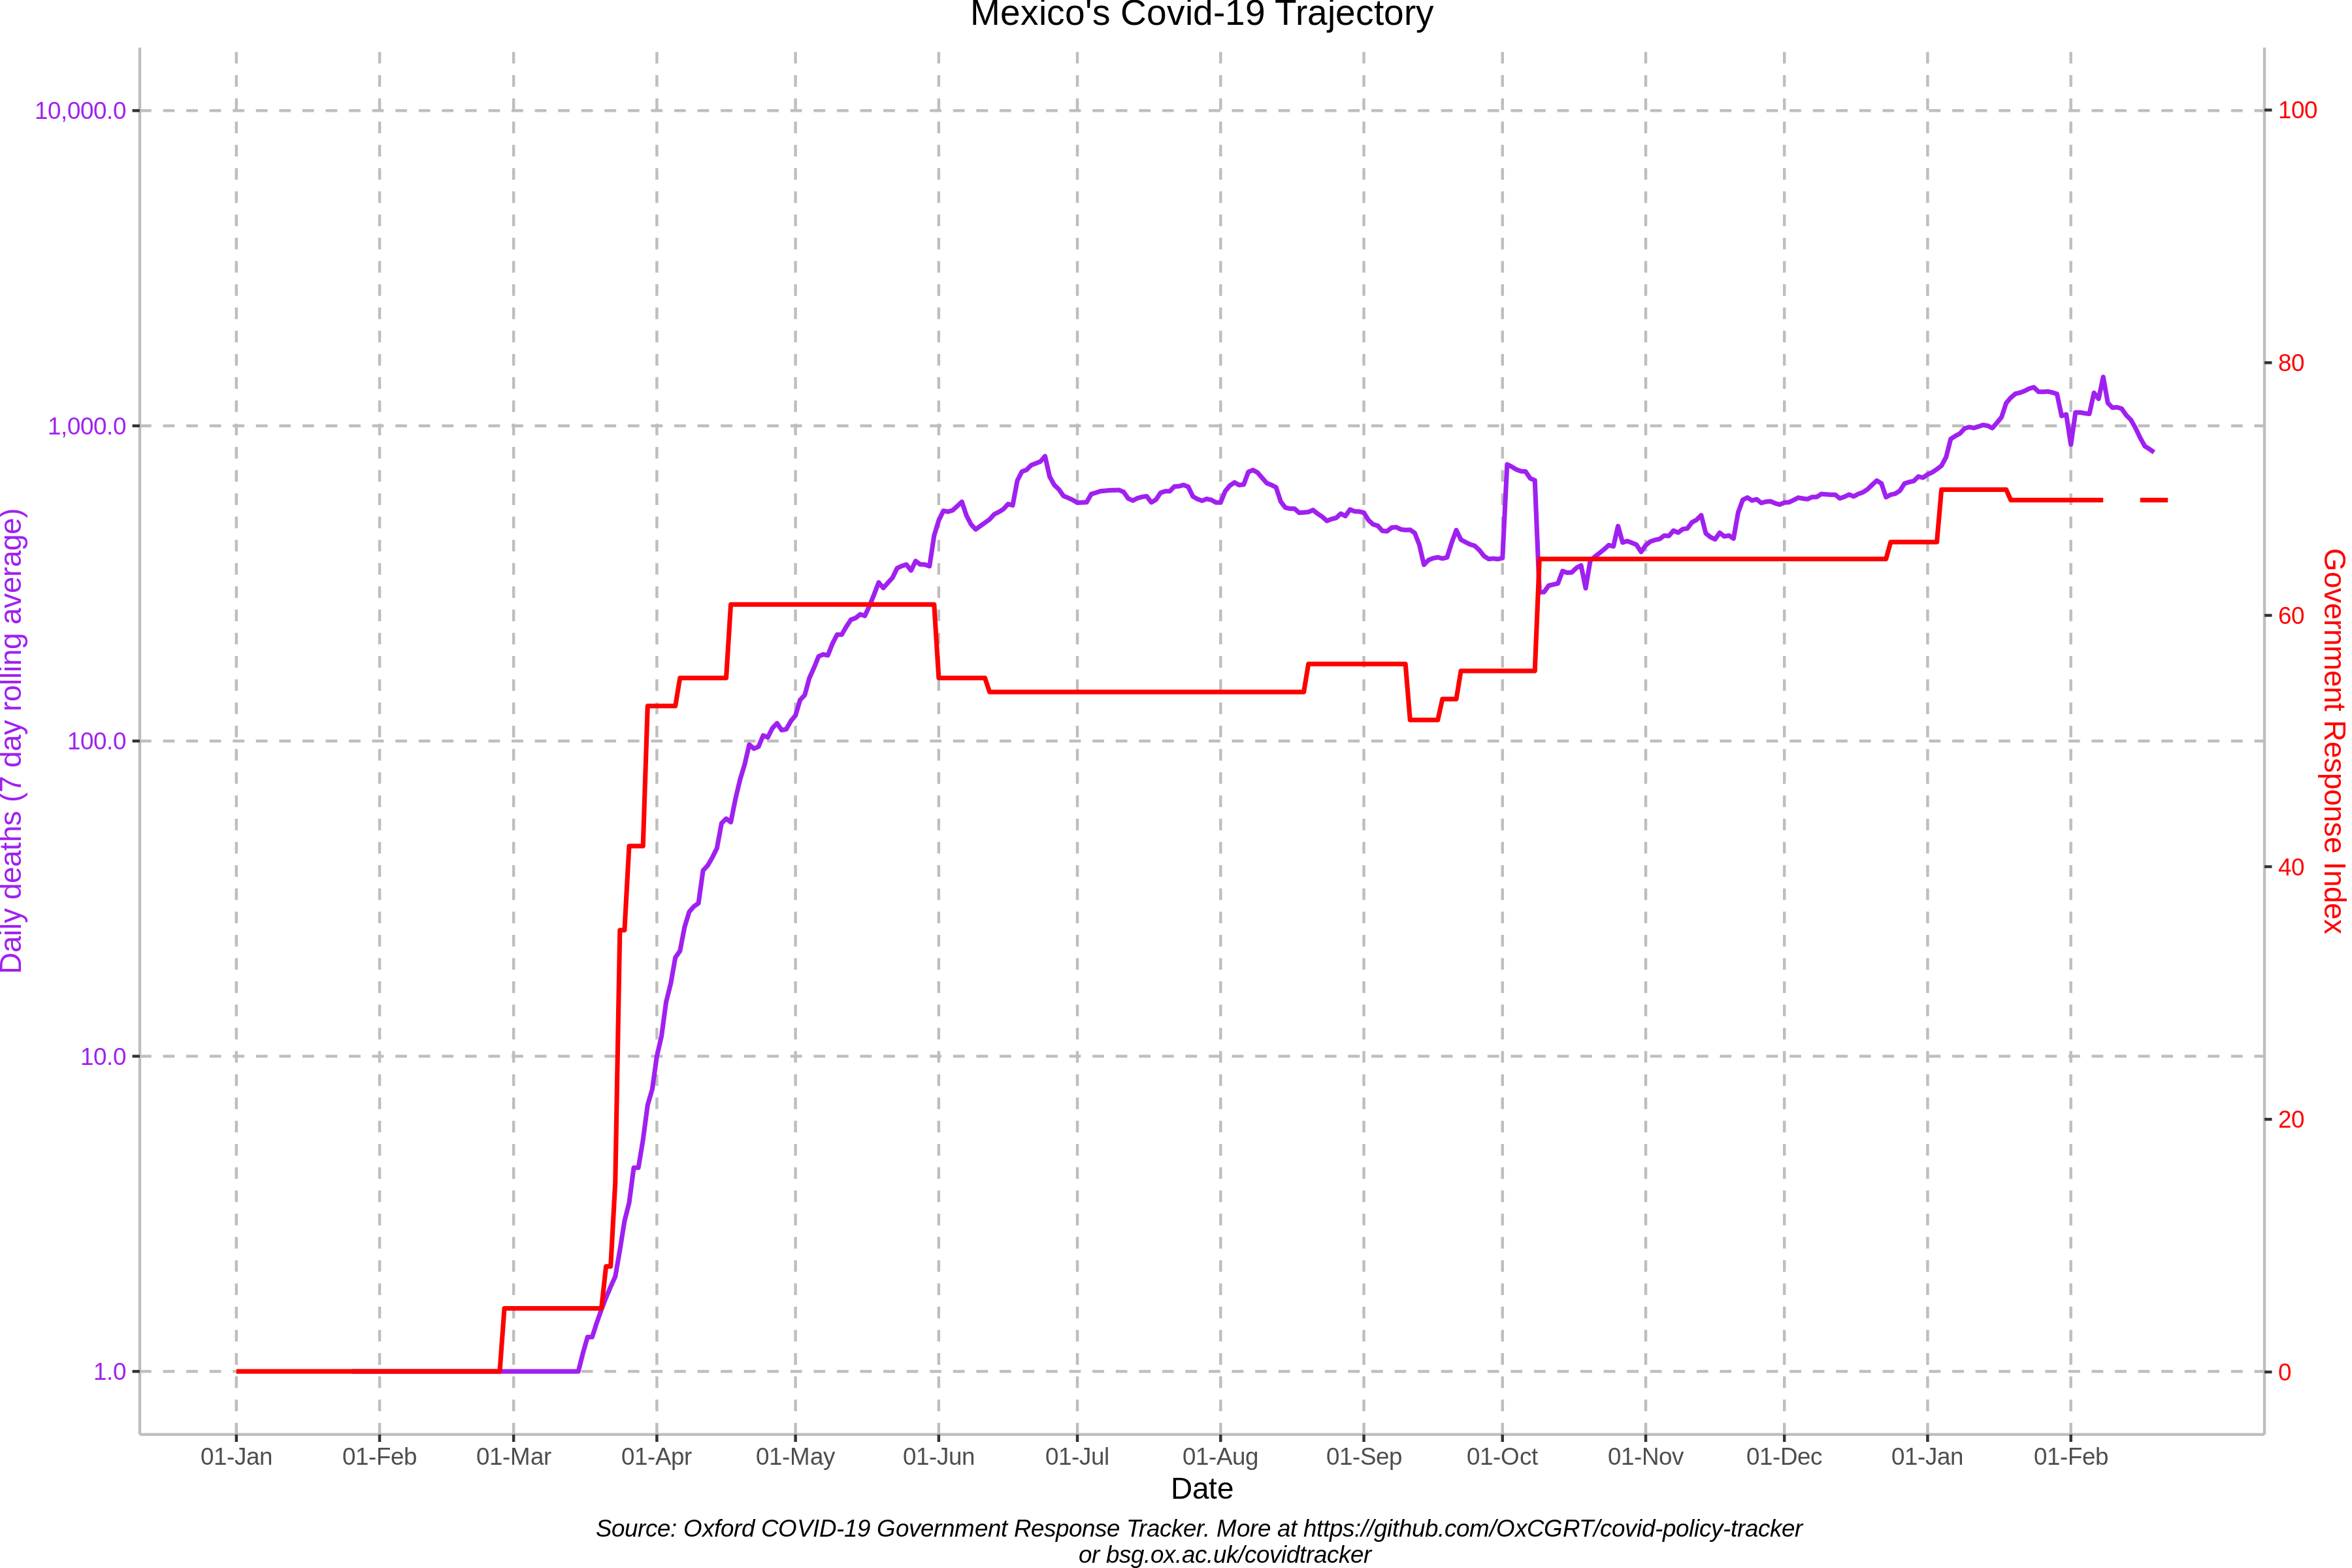 Mexico's Covid-19 Trajectory
10,000.0
1,000.0
100.0
10.0
1.0
Daily deaths (7 day rolling average)
100
80
60
40
20
0
Government Response Index
01-Jan 01-Feb 01-Mar 01-Apr 01-May 01-Jun 01-Jul 01-Aug 01-Sep 01-Oct 01-Nov 01-Dec 01-Jan 01-Feb
Date
Source: Oxford COVID-19 Government Response Tracker. More at https://github.com/OxCGRT/covid-policy-tracker
or bsg.ox.ac.uk/covidtracker